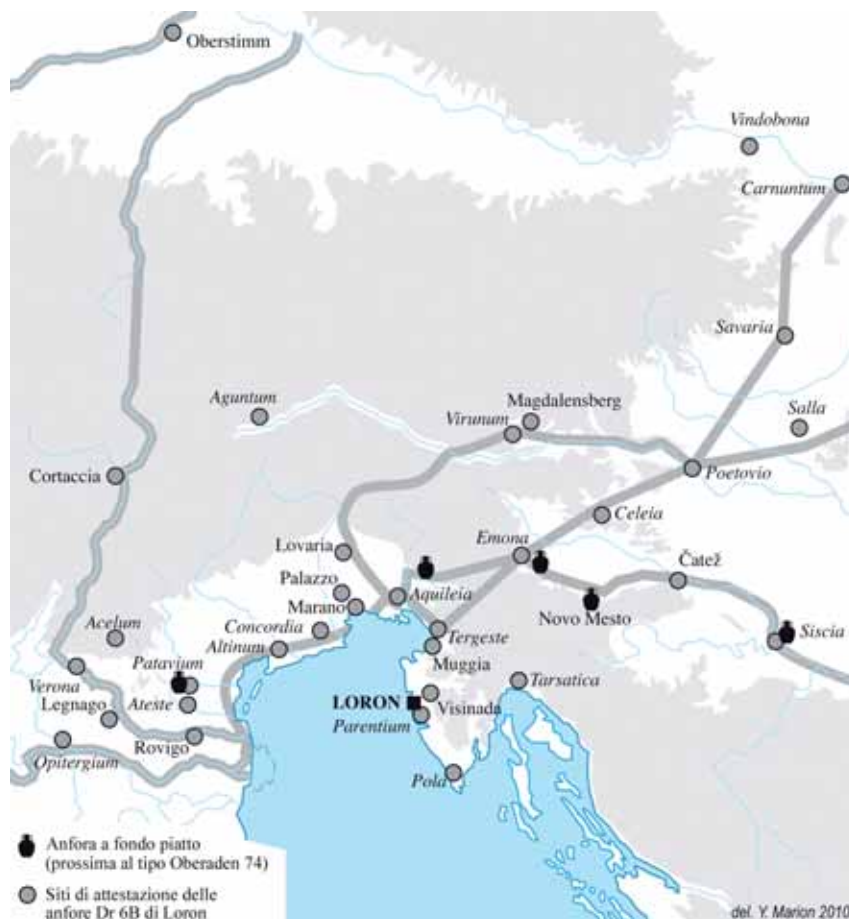 Oberstimm
Vindobona
Carnuntum
Savaria
Aguntum
Magdalensberg
Virunum
Salla
Cortaccia
Poetovio
Celeia
Lovaria
Emona
Čatež
Palazzo
Aquileia
Marano
Novo Mesto
Acelum
Concordia
Siscia
Altinum
Tergeste
Patavium
Muggia
Verona
Tarsatica
Ateste
LORON
Visinada
Legnago
Parentium
Rovigo
Opitergium
Pola
Anfora a fondo piatto
(prossima al tipo Oberaden 74)
Siti di attestazione delle
anfore Dr 6B di Loron
del. Y. Marion 2010